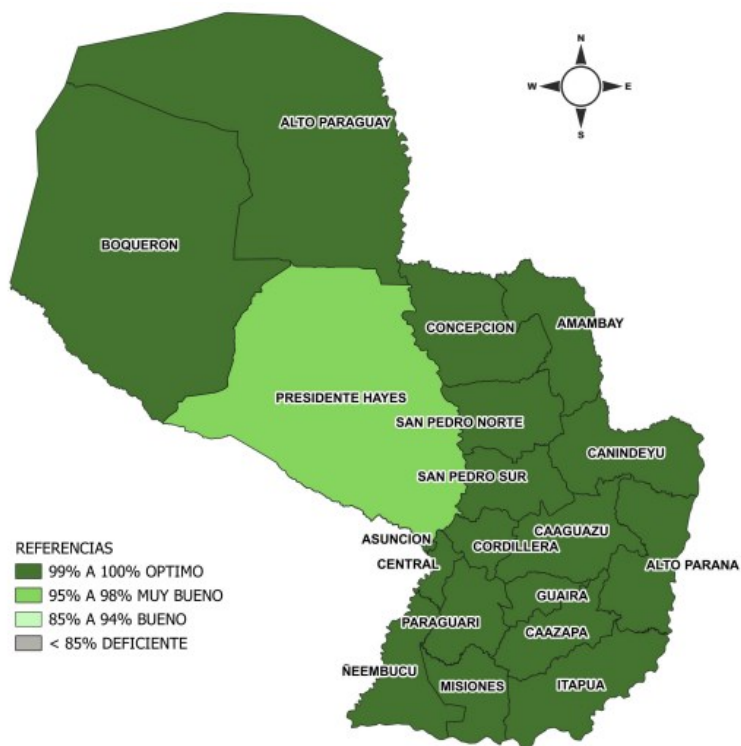 N
W E
S
ALTO PARAGUAY
BOQUERON
CONCEPCION
AMAMBAY
PRESIDENTE HAYES
SAN PEDRO NORTE
CANINDEYU
SAN PEDRO SUR
ASUNCION
CAAGUAZU
CORDILLERA
CENTRAL
ALTO PARANA
GUAIRA
PARAGUARI
CAAZAPA
ÑEEMBUCU
MISIONES
ITAPUA
REFERENCIAS
99% A 100% OPTIMO
95% A 98% MUY BUENO
85% A 94% BUENO
< 85% DEFICIENTE